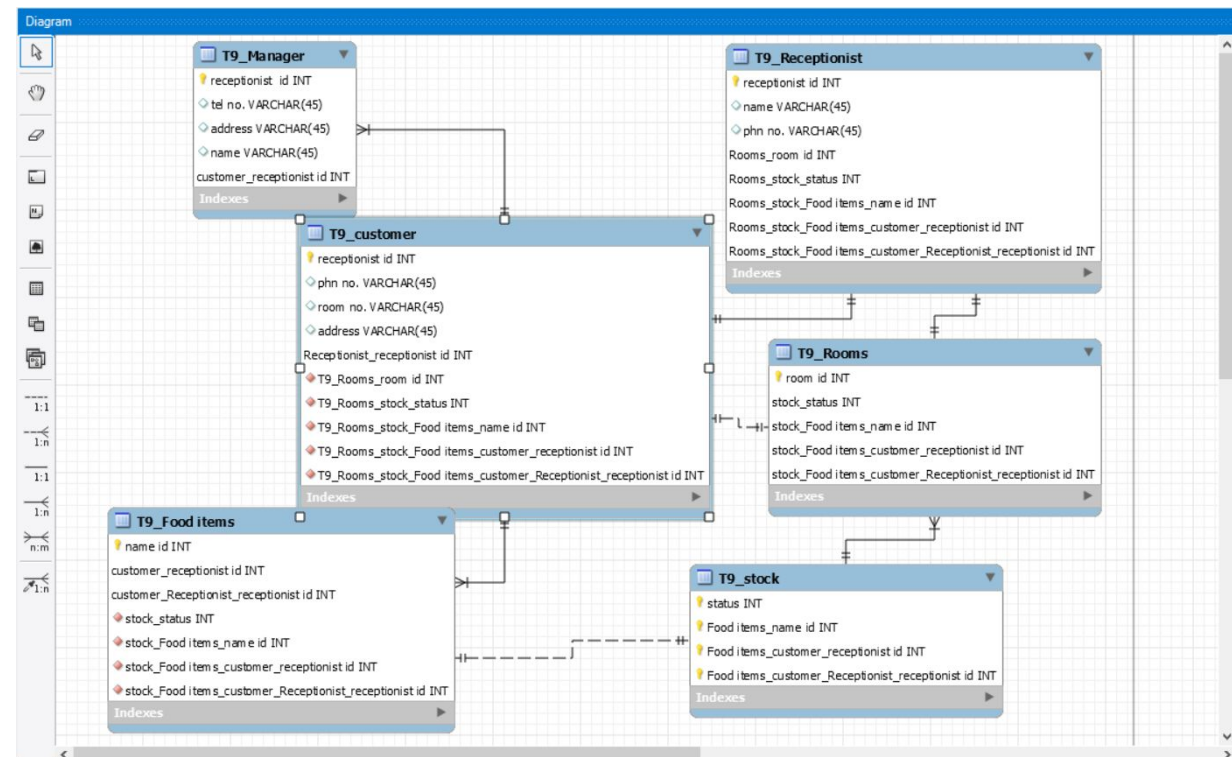 Diagram
T9_Manager
receptionist id INT
tel no. VARCHAR(45)
address VARCHAR(45)
name VARCHAR(45)
customer_receptionist id INT
Indexes
T9_Receptionist
receptionist id INT
name VARCHAR(45)
phn no. VARCHAR(45)
Rooms_room id INT
Rooms_stock_status INT
Rooms_stock_Food items_name id INT
Rooms_stock_Food items_customer_receptionist id INT
Rooms_stock_Food items_customer_Receptionist_receptionist id INT
Indexes
T9_customer
receptionist id INT
phn no. VARCHAR(45)
room no. VARCHAR(45)
address VARCHAR(45)
Receptionist_receptionist id INT
T9_Rooms_room id INT
T9_Rooms_stock_status INT
T9_Rooms_stock_Food items_name id INT
T9_Rooms_stock_Food items_customer_receptionist id INT
T9_Rooms_stock_Food items_customer_Receptionist_receptionist id INT
Indexes
T9_Rooms
room id INT
stock_status INT
stock_Food items_name id INT
stock_Food items_customer_receptionist id INT
stock_Food items_customer_Receptionist_receptionist id INT
Indexes
T9_Food items
name id INT
customer_receptionist id INT
customer_Receptionist_receptionist id INT
stock_status INT
stock_Food items_name id INT
stock_Food items_customer_receptionist id INT
stock_Food items_customer_Receptionist_receptionist id INT
Indexes
T9_stock
status INT
Food items_name id INT
Food items_customer_receptionist id INT
Food items_customer_Receptionist_receptionist id INT
Indexes
1:1
1:n
1:1
1:n
n:m
1:n